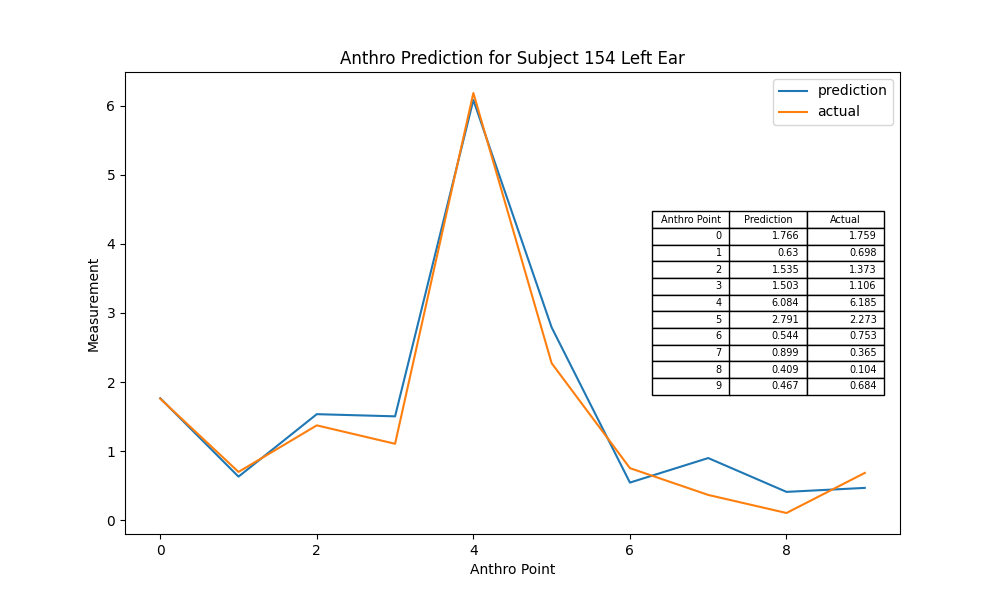 Anthro Prediction for Subject 154 Left Ear
prediction
actual
Measurement
6
5
4
3
2
1
0
Anthro Point Prediction Actual
0 1.766 1.759
1 0.63 0.698
2 1.535 1.373
3 1.503 1.106
4 6.084 6.185
5 2.791 2.273
6 0.544 0.753
7 0.899 0.365
8 0.409 0.104
9 0.467 0.684
0 2 4 6 8
Anthro Point